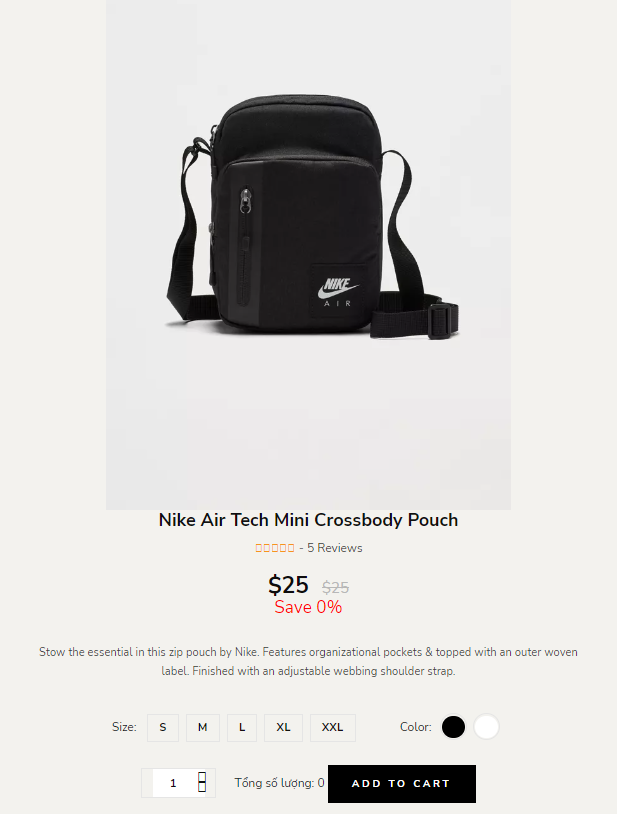 NIKE
AIR
Nike Air Tech Mini Crossbody Pouch
- 5 Reviews
$25 $25
Save 0%
Stow the essential in this zip pouch by Nike. Features organizational pockets & topped with an outer woven
label. Finished with an adjustable webbing shoulder strap.
Size: S M L XL XXL Color:
1 Tổng số lượng: 0 ADD TO CART